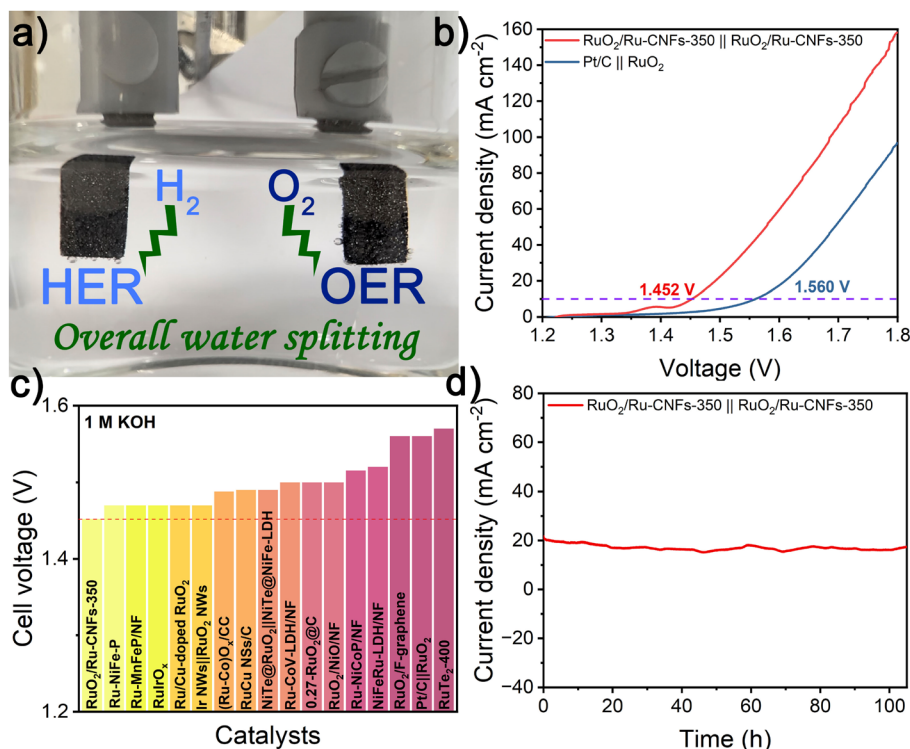 a)
H2
O2
HER
OER
Overall water splitting
b)
RuO2/Ru-CNFs-350 || RuO2/Ru-CNFs-350
Pt/C || RuO2
160
140
120
100
80
60
40
20
0
1.452 V
1.560 V
1.2 1.3 1.4 1.5 1.6 1.7 1.8
Voltage (V)
Current density (mA cm-2)
c)
1 M KOH
1.6
1.4
1.2
Cell voltage (V)
RuO2/Ru-CNFs-350
Ru-NiFe-P
Ru-MnFeP/NF
RuIrOx
Ru/Cu-doped RuO2
Ir NWs||RuO2 NWs
(Ru-Co)Ox/CC
RuCu NSs/C
NiTe@RuO2||NiTe@NiFe-LDH
Ru-CoV-LDH/NF
0.27-RuO2@C
RuO2/NiO/NF
Ru-NiCoP/NF
NiFeRu-LDH/NF
RuO2/F-graphene
Pt/C||RuO2
RuTe2-400
Catalysts
d)
RuO2/Ru-CNFs-350 || RuO2/Ru-CNFs-350
80
60
40
20
0
−20
−40
0 20 40 60 80 100
Time (h)
Current density (mA cm-2)